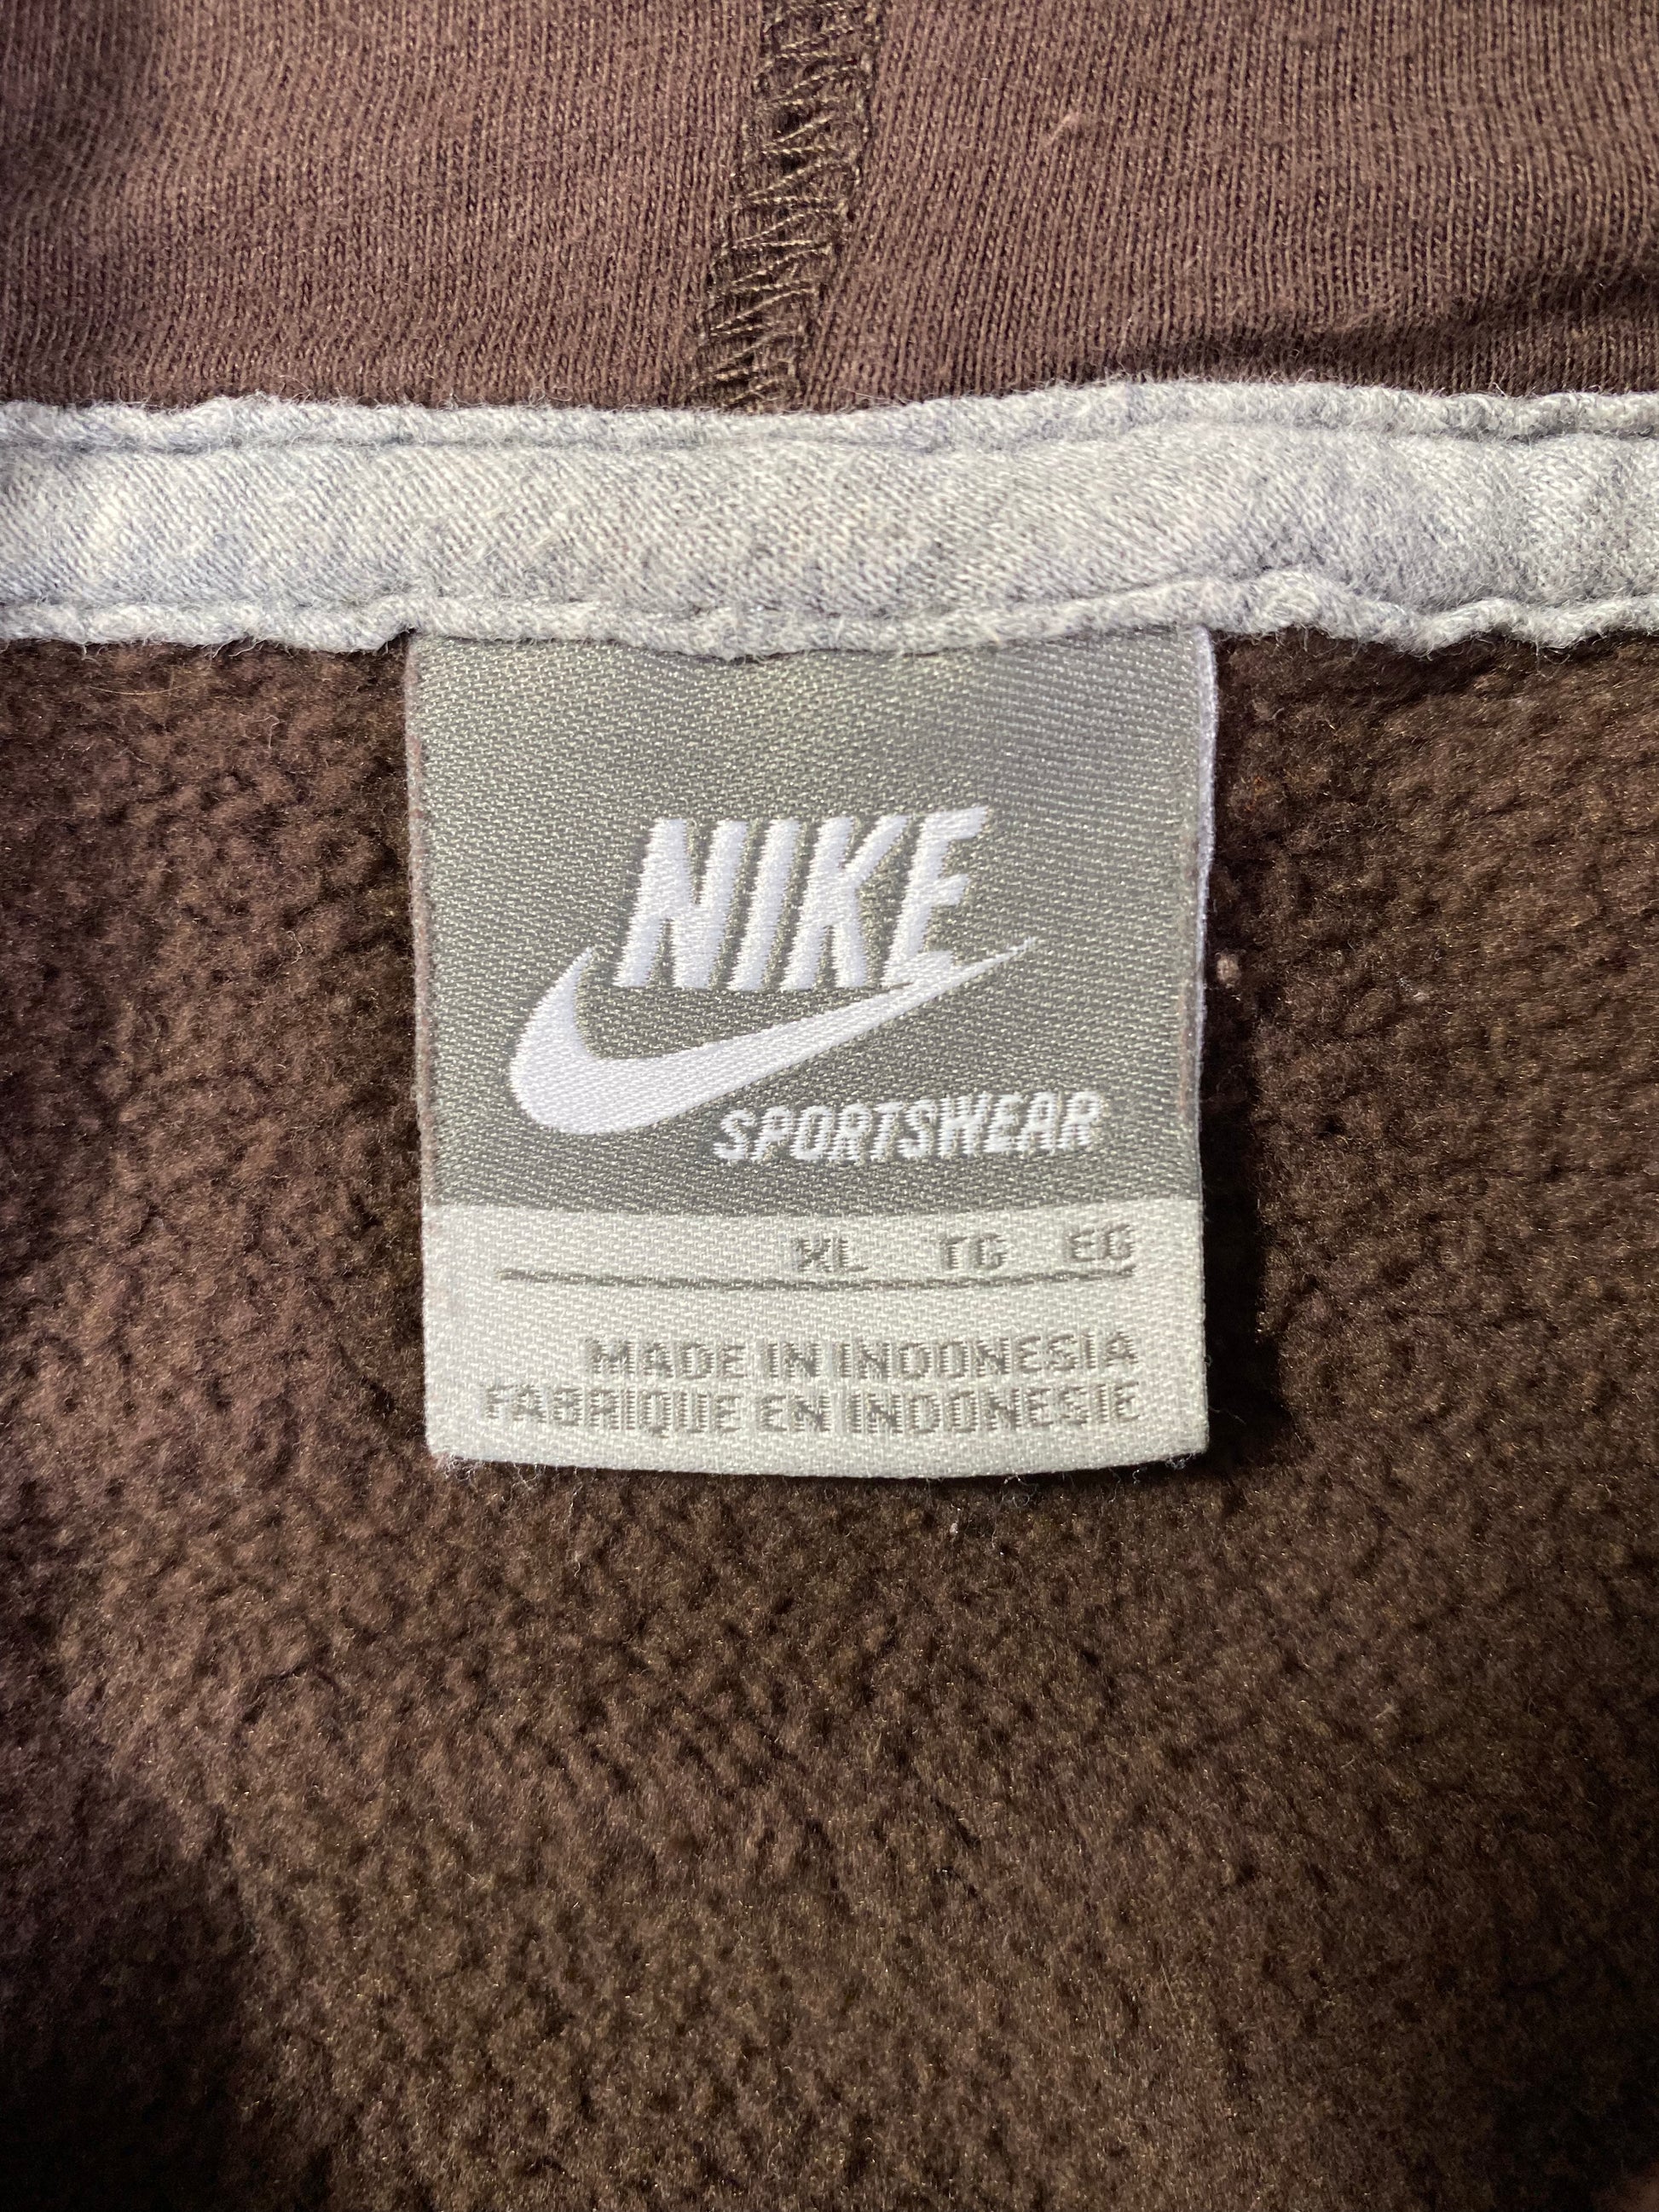 NIKE
SPORTSWEAR
XL TG EG
MADE IN INDONESIA
FABRIQUE EN INDONESIE